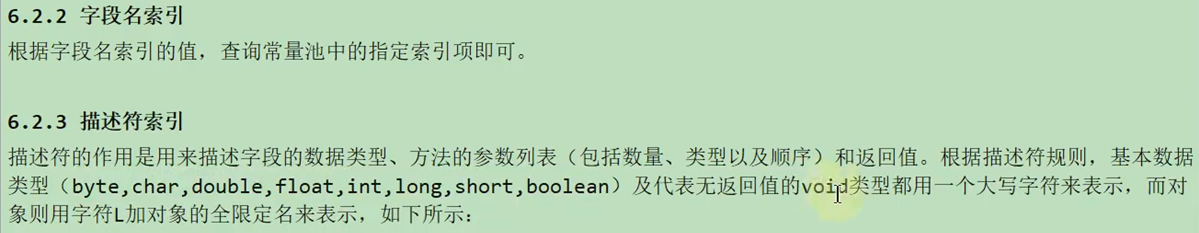 6.2.2 字段名索引
根据字段名索引的值，查询常量池中的指定索引项即可。
6.2.3 描述符索引
描述符的作用是用来描述字段的数据类型、方法的参数列表（包括数量、类型以及顺序）和返回值。根据描述符规则，基本数据
类型（byte,char,double,float,int,long,short,boolean）及代表无返回值的void类型都用一个大写字符来表示，而对
象则用字符L加对象的全限定名来表示，如下所示：